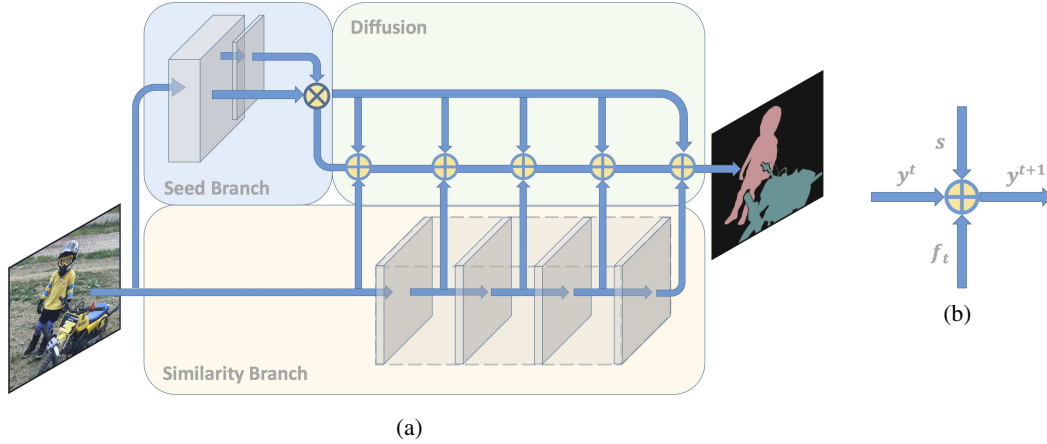 Diffusion
Seed Branch
Similarity Branch
(a)
s
y^t
y^{t+1}
f_t
(b)